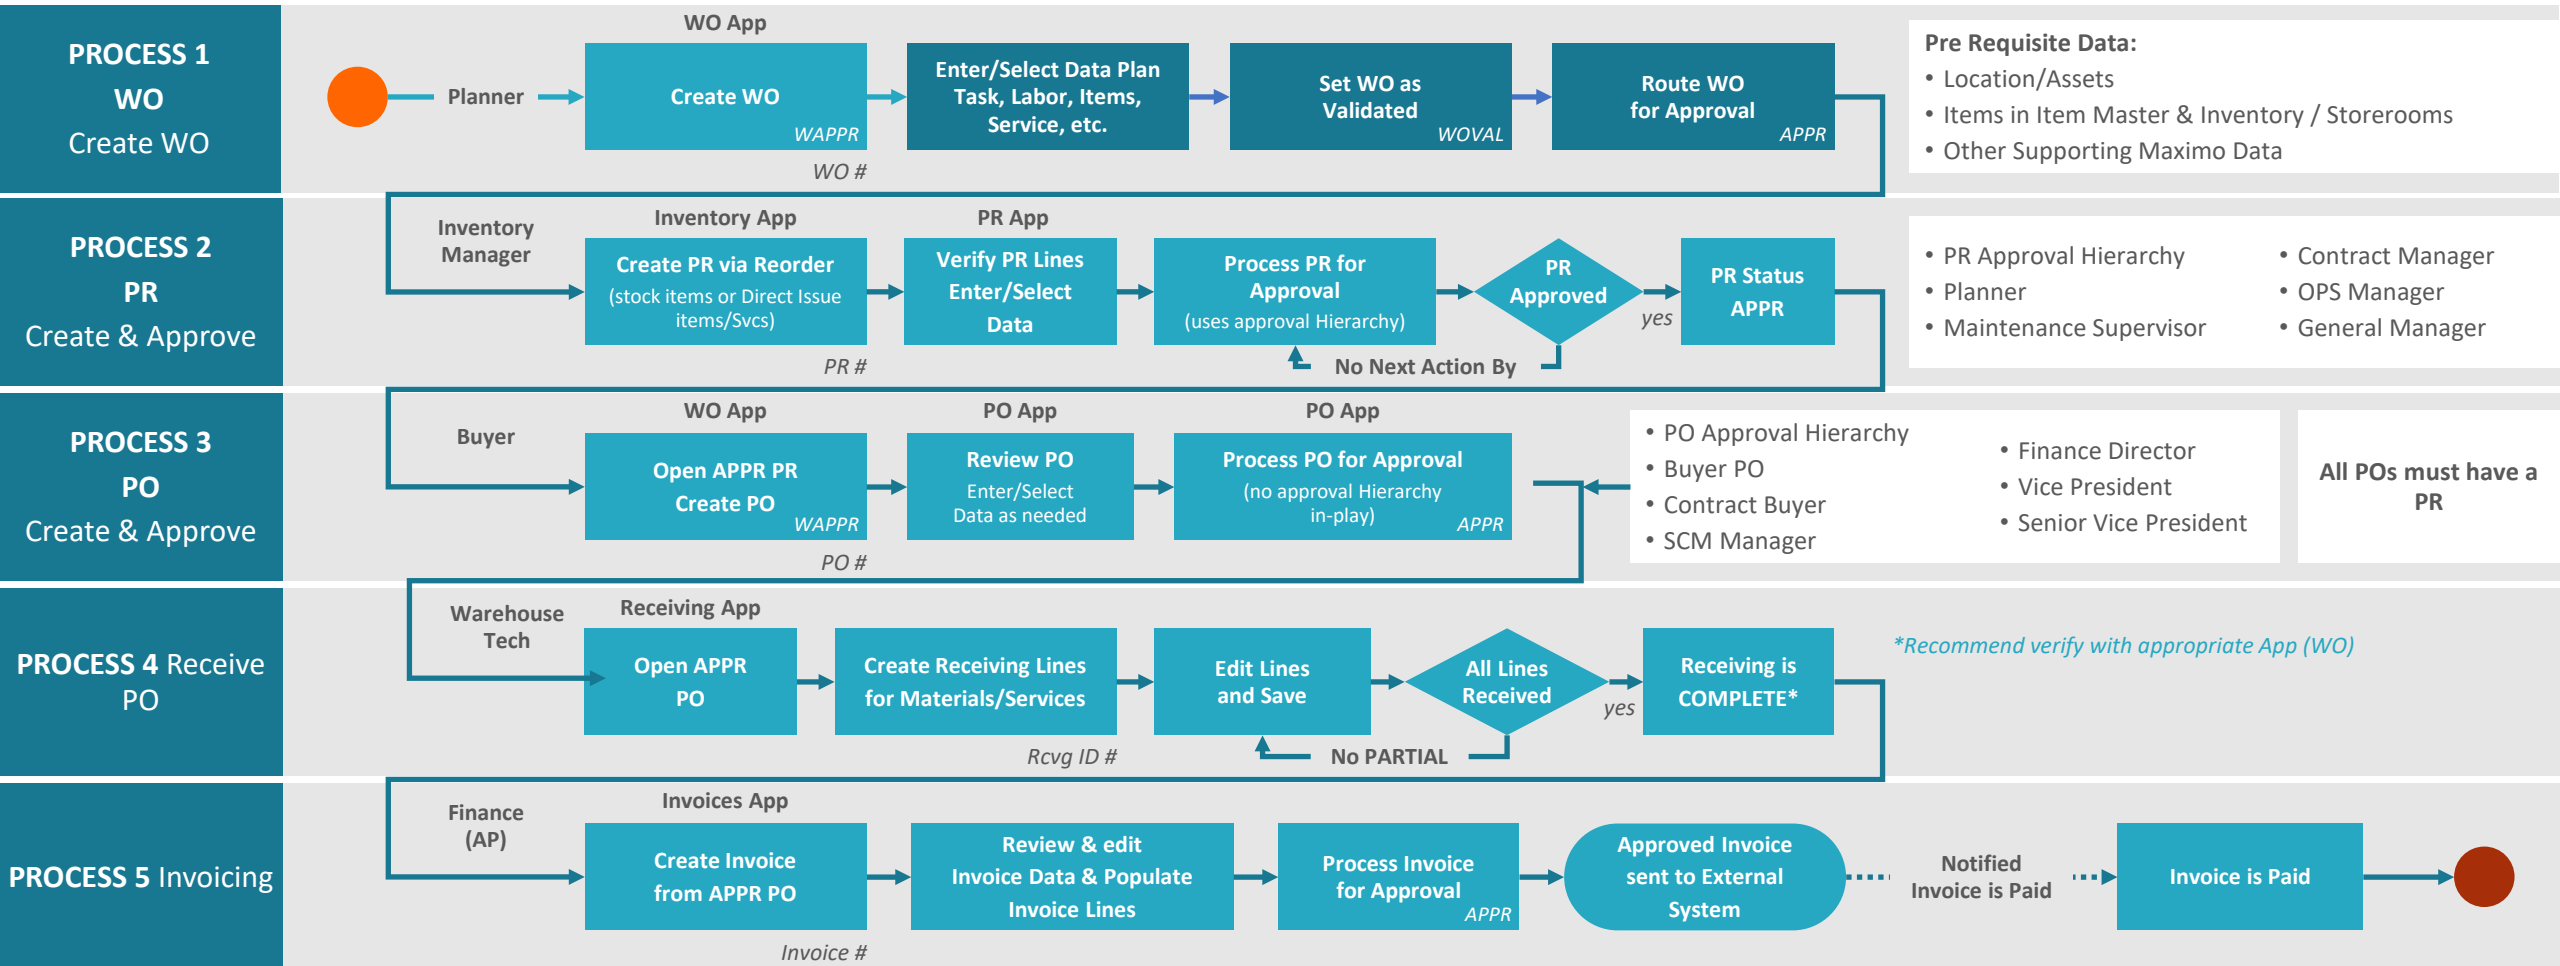 PROCESS 1
WO
Create WO
Planner
WO App
Create WO
WAPPR
WO #
Enter/Select Data Plan
Task, Labor, Items,
Service, etc.
Set WO as
Validated
WOVAL
Route WO
for Approval
APPR
Pre Requisite Data:
• Location/Assets
• Items in Item Master & Inventory / Storerooms
• Other Supporting Maximo Data
PROCESS 2
PR
Create & Approve
Inventory
Manager
Inventory App
Create PR via Reorder
(stock items or Direct Issue
items/Svcs)
PR #
PR App
Verify PR Lines
Enter/Select
Data
Process PR for
Approval
(uses approval Hierarchy)
PR
Approved
No Next Action By
yes
PR Status
APPR
• PR Approval Hierarchy
• Planner
• Maintenance Supervisor
• Contract Manager
• OPS Manager
• General Manager
PROCESS 3
PO
Create & Approve
Buyer
WO App
Open APPR PR
Create PO
WAPPR
PO #
PO App
Review PO
Enter/Select
Data as needed
PO App
Process PO for Approval
(no approval Hierarchy
in-play)
APPR
• PO Approval Hierarchy
• Buyer PO
• Contract Buyer
• SCM Manager
• Finance Director
• Vice President
• Senior Vice President
All POs must have a
PR
PROCESS 4 Receive
PO
Warehouse
Tech
Receiving App
Open APPR
PO
Create Receiving Lines
for Materials/Services
Rcvg ID #
Edit Lines
and Save
All Lines
Received
No PARTIAL
yes
Receiving is
COMPLETE*
*Recommend verify with appropriate App (WO)
PROCESS 5 Invoicing
Finance
(AP)
Invoices App
Create Invoice
from APPR PO
Invoice #
Review & edit
Invoice Data & Populate
Invoice Lines
Process Invoice
for Approval
APPR
Approved Invoice
sent to External
System
Notified
Invoice is Paid
Invoice is Paid